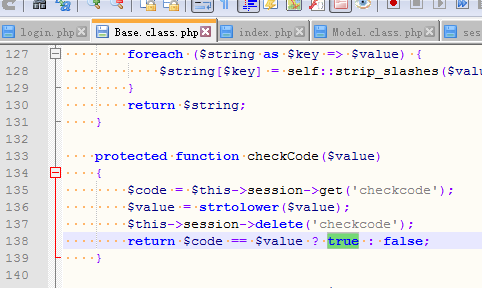 login.php Base.class.php index.php Model.class.php
127 foreach ($string as $key => $value) {
128 $string[$key] = self::strip_slashes($valu
129 }
130 return $string;
131 }
132
133 protected function checkCode($value)
134 {
135 $code = $this->session->get('checkcode');
136 $value = strtolower($value);
137 $this->session->delete('checkcode');
138 return $code == $value ? true : false;
139 }
140